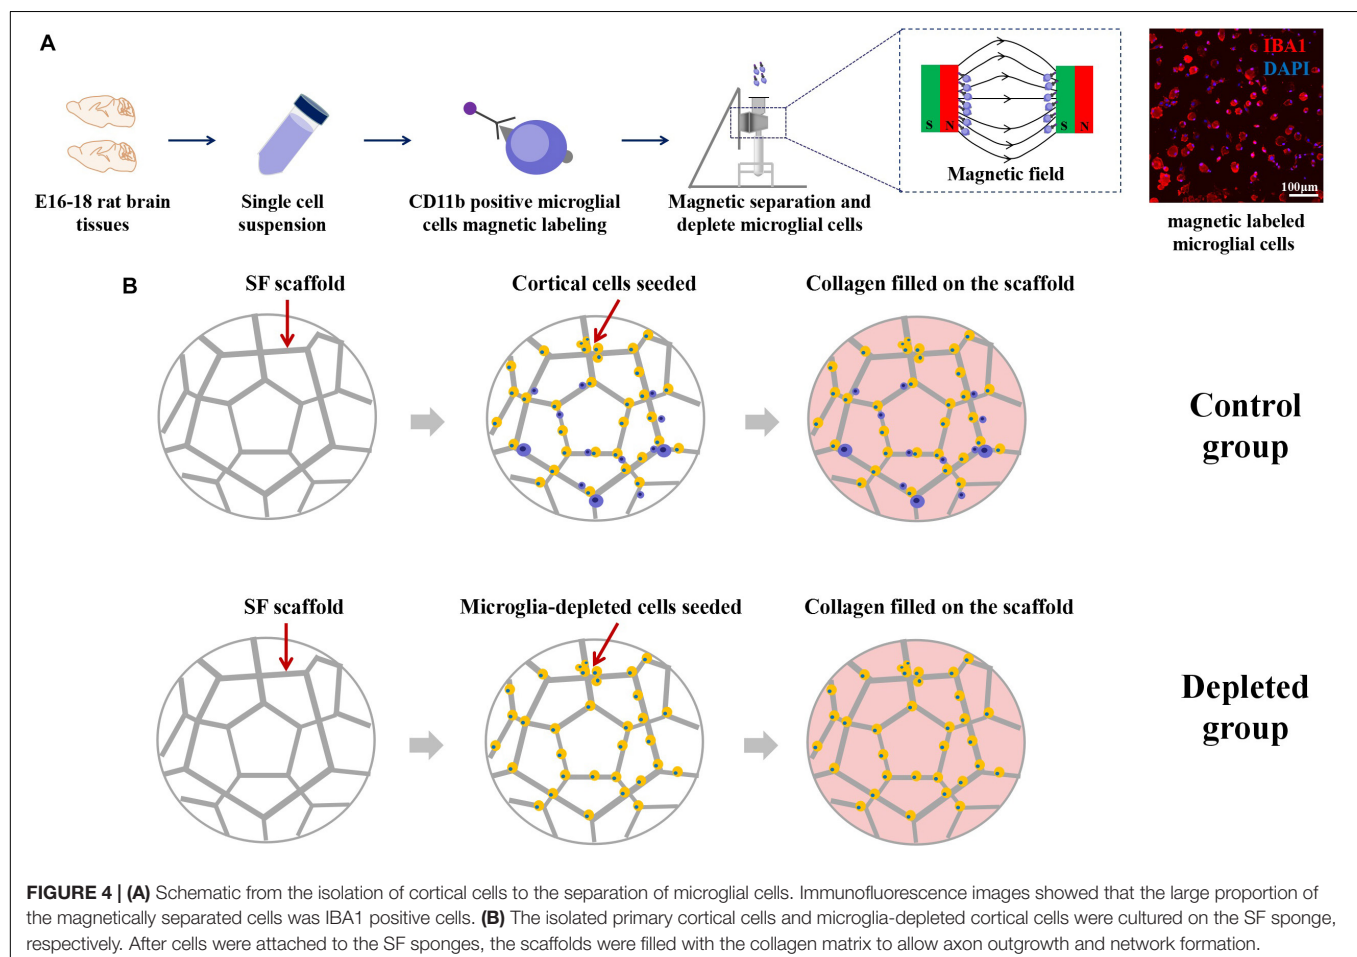 A
IBA1
DAPI
S N
S N
Magnetic field
100μm
E16-18 rat brain
tissues
Single cell
suspension
CD11b positive microglial
cells magnetic labeling
Magnetic separation and
deplete microglial cells
magnetic labeled
microglial cells
B
SF scaffold
Cortical cells seeded
Collagen filled on the scaffold
Control
group
SF scaffold
Microglia-depleted cells seeded
Collagen filled on the scaffold
Depleted
group
FIGURE 4 | (A) Schematic from the isolation of cortical cells to the separation of microglial cells. Immunofluorescence images showed that the large proportion of
the magnetically separated cells was IBA1 positive cells. (B) The isolated primary cortical cells and microglia-depleted cortical cells were cultured on the SF sponge,
respectively. After cells were attached to the SF sponges, the scaffolds were filled with the collagen matrix to allow axon outgrowth and network formation.